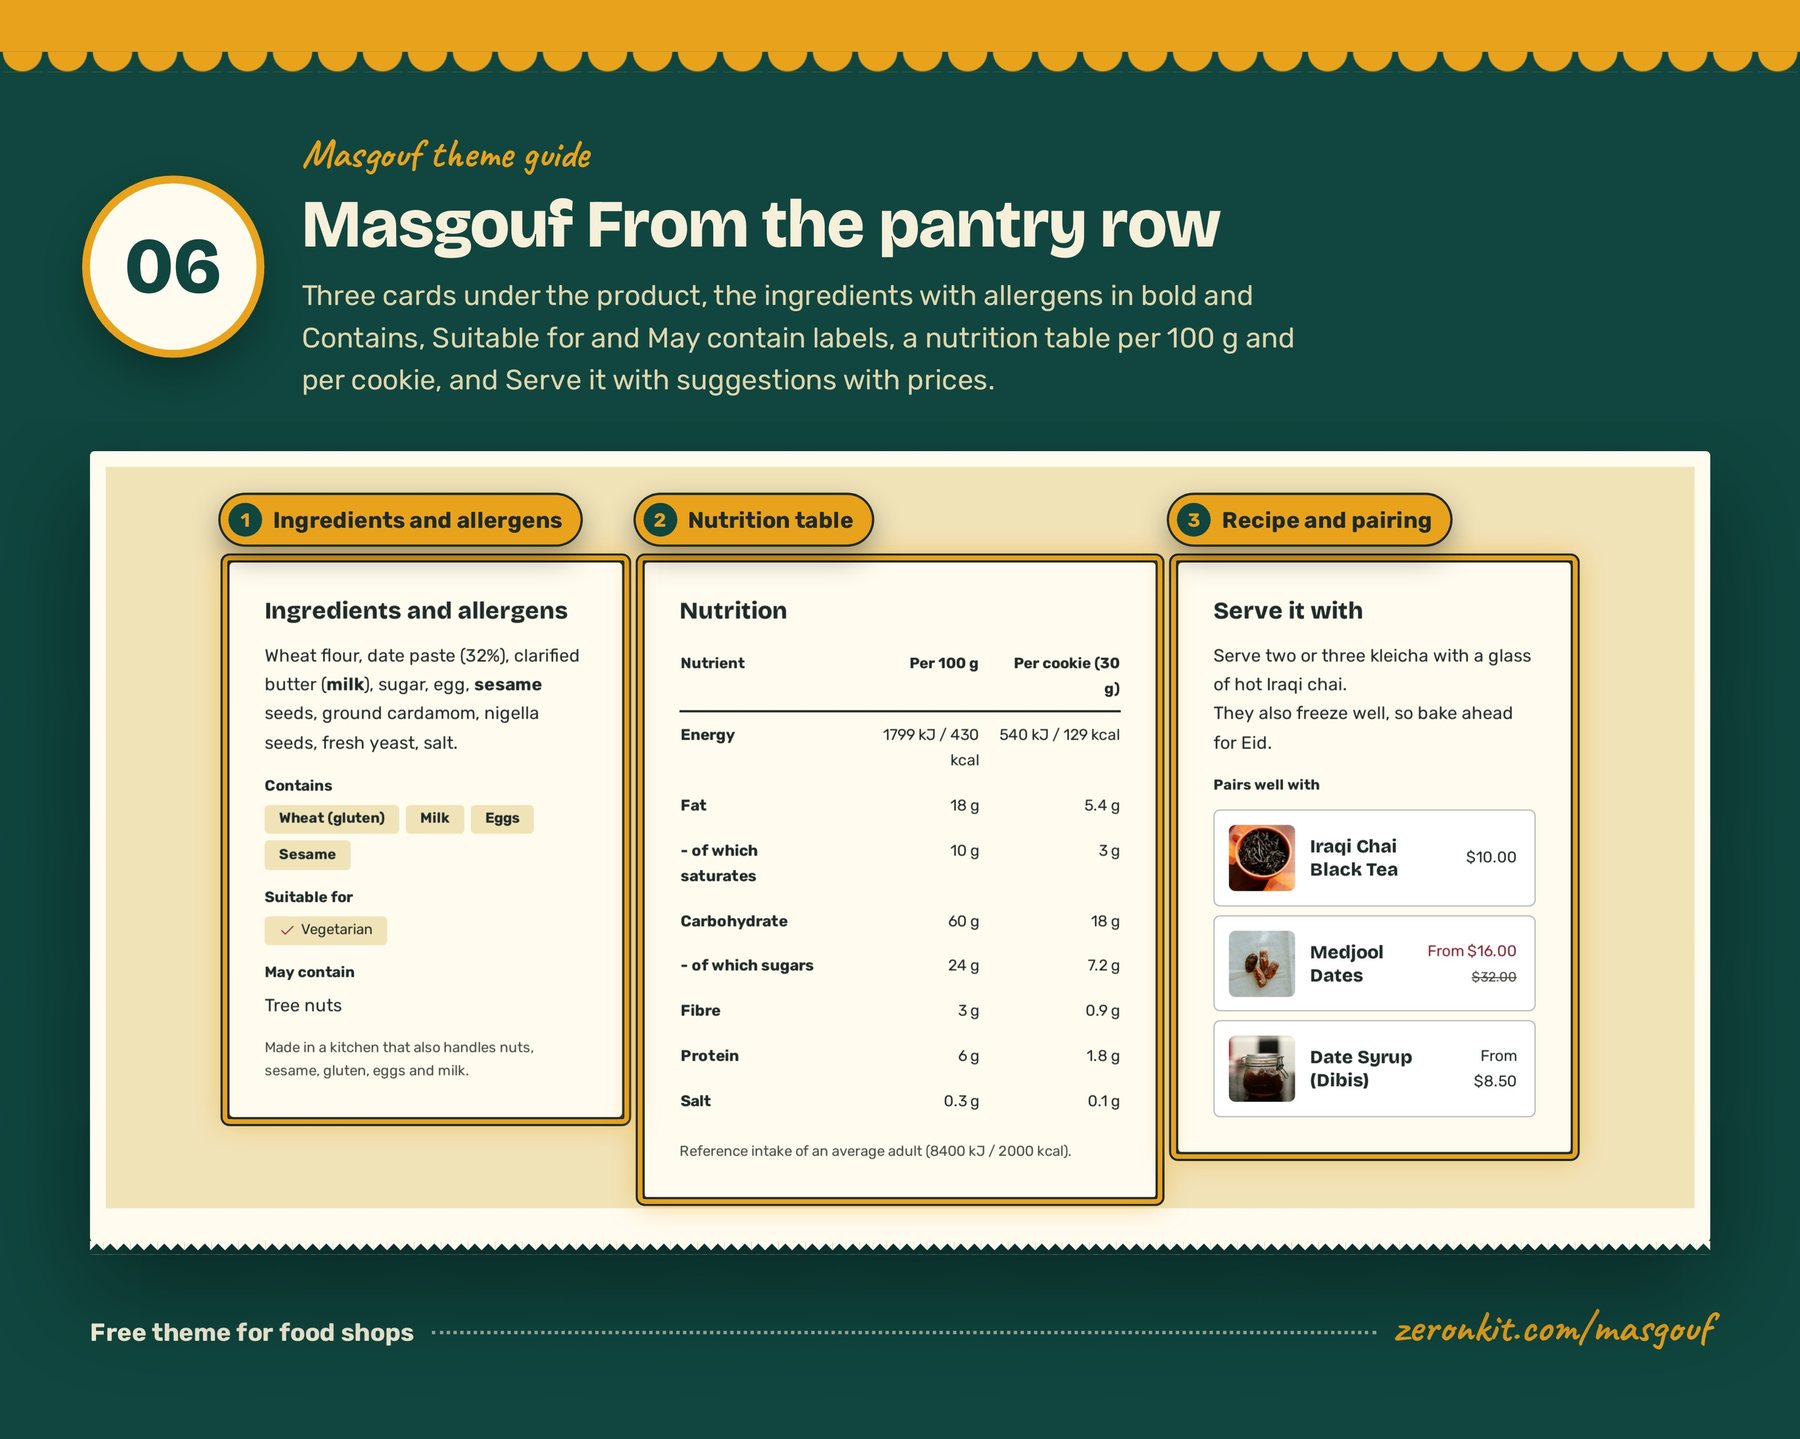 Masgouf theme guide
06
Masgouf From the pantry row
Three cards under the product, the ingredients with allergens in bold and
Contains, Suitable for and May contain labels, a nutrition table per 100 g and
per cookie, and Serve it with suggestions with prices.
1 Ingredients and allergens
Ingredients and allergens
Wheat flour, date paste (32%), clarified
butter (milk), sugar, egg, sesame
seeds, ground cardamom, nigella
seeds, fresh yeast, salt.
Contains
Wheat (gluten) Milk Eggs
Sesame
Suitable for
✓ Vegetarian
May contain
Tree nuts
Made in a kitchen that also handles nuts,
sesame, gluten, eggs and milk.
2 Nutrition table
Nutrition
Nutrient Per 100 g Per cookie (30
g)
Energy 1799 kJ / 430 540 kJ / 129 kcal
kcal
Fat 18 g 5.4 g
- of which 10 g 3 g
saturates
Carbohydrate 60 g 18 g
- of which sugars 24 g 7.2 g
Fibre 3 g 0.9 g
Protein 6 g 1.8 g
Salt 0.3 g 0.1 g
Reference intake of an average adult (8400 kJ / 2000 kcal).
3 Recipe and pairing
Serve it with
Serve two or three kleicha with a glass
of hot Iraqi chai.
They also freeze well, so bake ahead
for Eid.
Pairs well with
Iraqi Chai
Black Tea
$10.00
Medjool
Dates
From $16.00
$32.00
Date Syrup
(Dibis)
From
$8.50
Free theme for food shops
zeronkit.com/masgouf